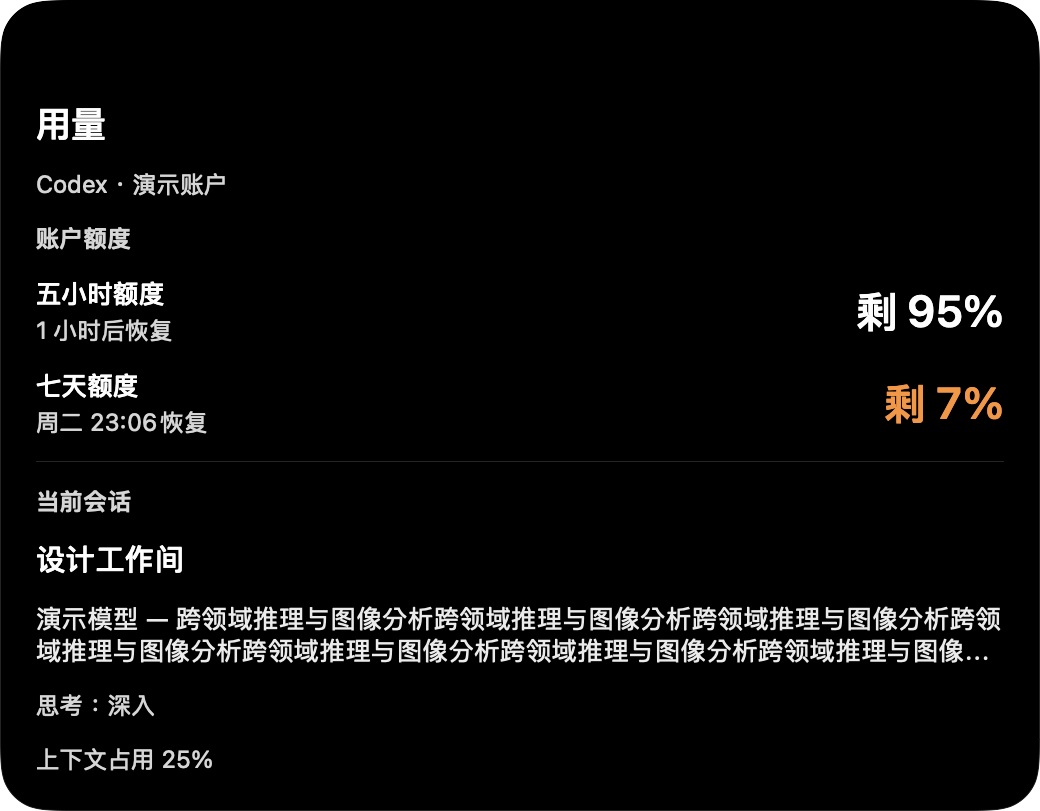 用量
Codex · 演示账户
账户额度
五小时额度
剩 95%
1 小时后恢复
七天额度
剩 7%
周二 23:06 恢复
当前会话
设计工作间
演示模型 — 跨领域推理与图像分析跨领域推理与图像分析跨领域推理与图像分析跨领
域推理与图像分析跨领域推理与图像分析跨领域推理与图像分析跨领域推理与图像…
思考：深入
上下文占用 25%